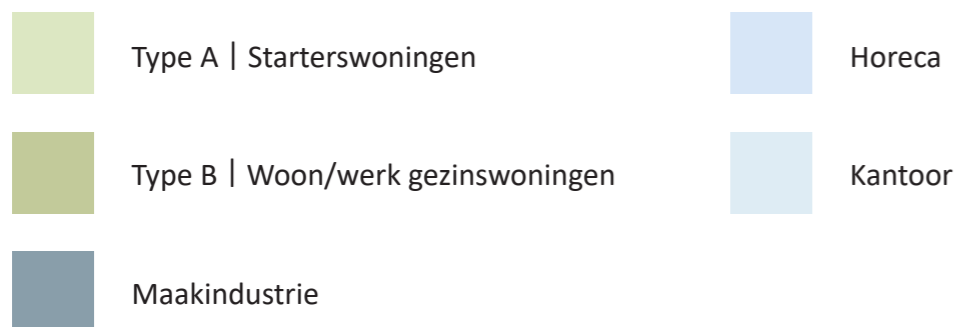 Type A | Starterswoningen
Horeca
Type B | Woon/werk gezinswoningen
Kantoor
Maakindustrie